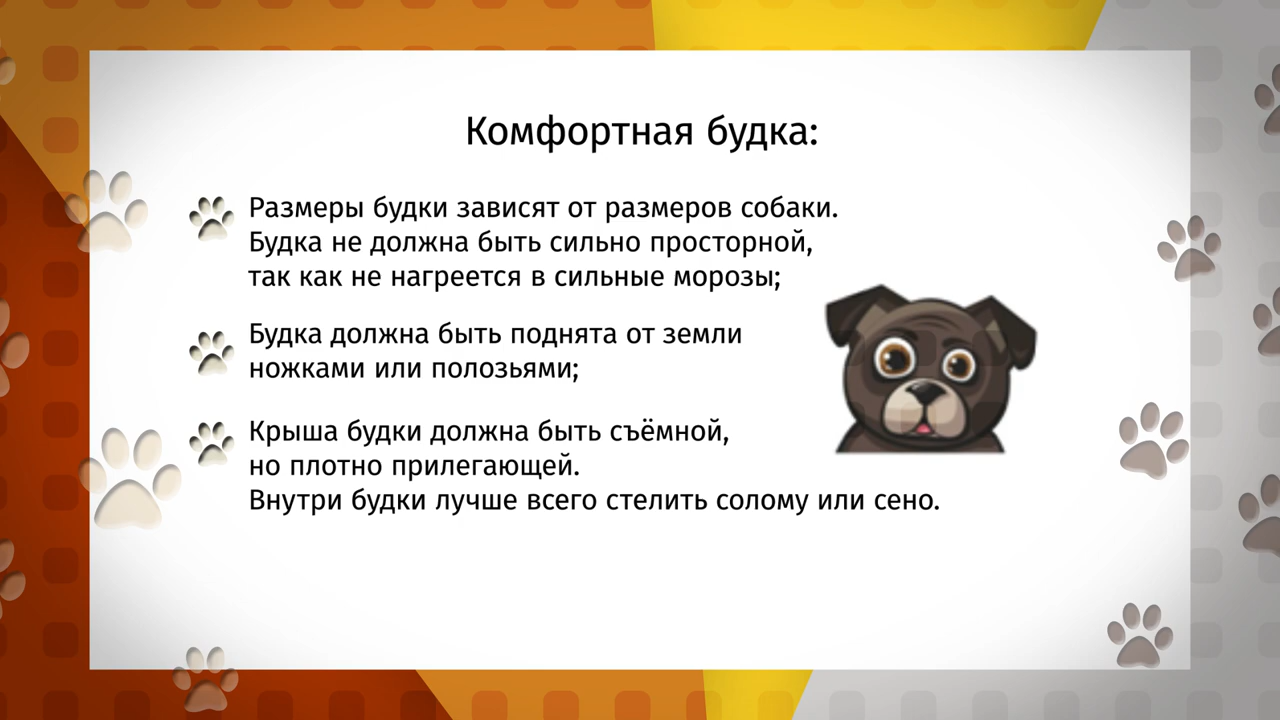 Комфортная будка:
Размеры будки зависят от размеров собаки.
Будка не должна быть сильно просторной,
так как не нагреется в сильные морозы;
Будка должна быть поднята от земли
ножками или полозьями;
Крыша будки должна быть съёмной,
но плотно прилегающей.
Внутри будки лучше всего стелить солому или сено.